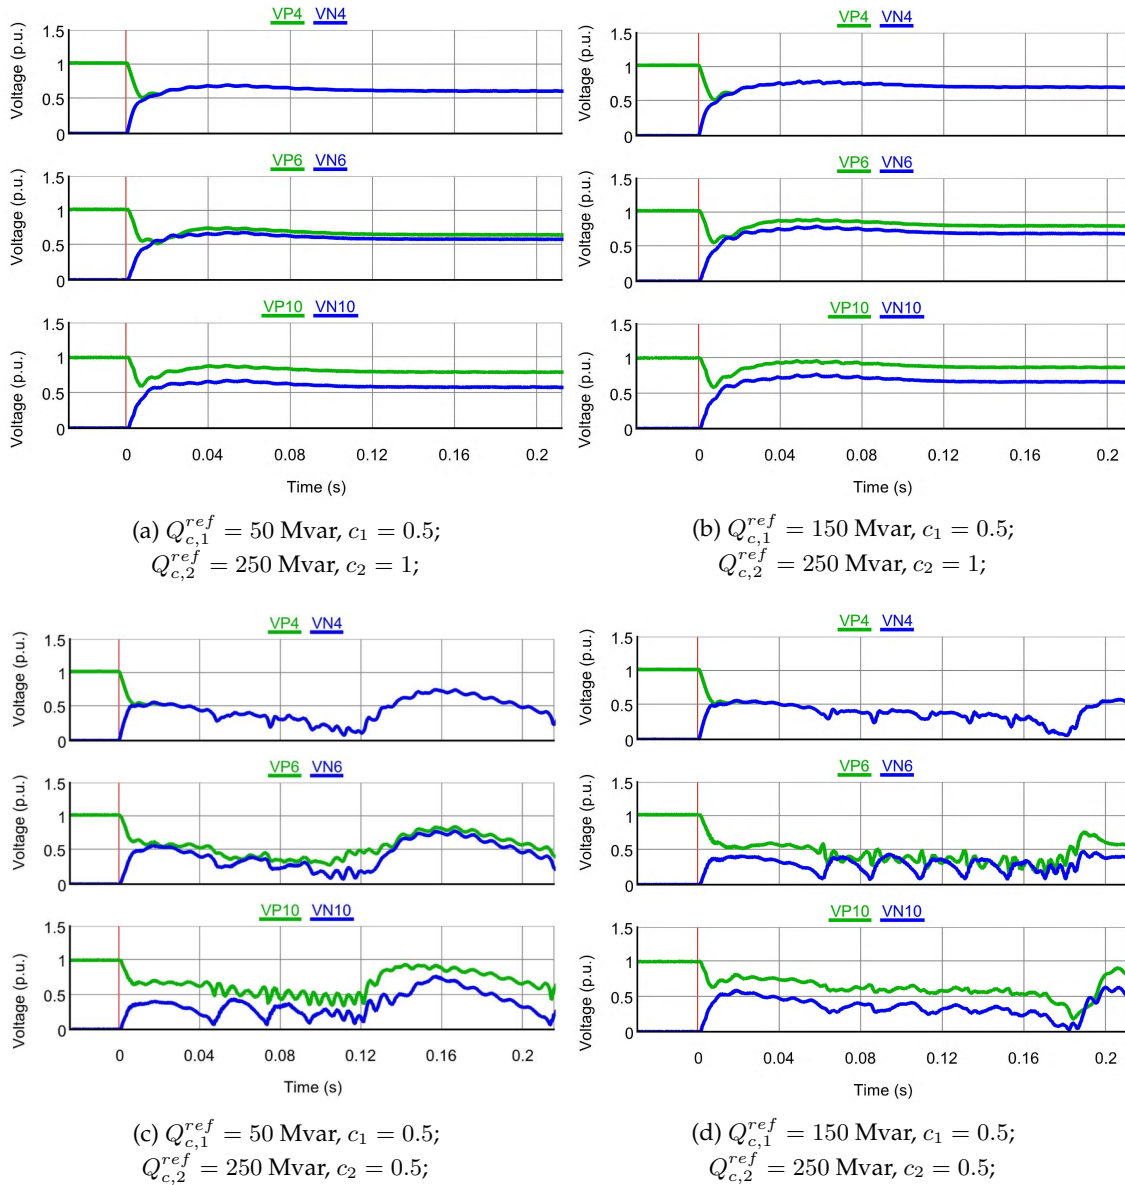 VP4 VN4
Voltage (p.u.)
1.5
1
0.5
0
VP6 VN6
Voltage (p.u.)
1.5
1
0.5
0
VP10 VN10
Voltage (p.u.)
1.5
1
0.5
0
0 0.04 0.08 0.12 0.16 0.2
Time (s)
(a) Q_{c,1}^{ref} = 50 Mvar, c_1 = 0.5;
Q_{c,2}^{ref} = 250 Mvar, c_2 = 1;
VP4 VN4
Voltage (p.u.)
1.5
1
0.5
0
VP6 VN6
Voltage (p.u.)
1.5
1
0.5
0
VP10 VN10
Voltage (p.u.)
1.5
1
0.5
0
0 0.04 0.08 0.12 0.16 0.2
Time (s)
(b) Q_{c,1}^{ref} = 150 Mvar, c_1 = 0.5;
Q_{c,2}^{ref} = 250 Mvar, c_2 = 1;
VP4 VN4
Voltage (p.u.)
1.5
1
0.5
0
VP6 VN6
Voltage (p.u.)
1.5
1
0.5
0
VP10 VN10
Voltage (p.u.)
1.5
1
0.5
0
0 0.04 0.08 0.12 0.16 0.2
Time (s)
(c) Q_{c,1}^{ref} = 50 Mvar, c_1 = 0.5;
Q_{c,2}^{ref} = 250 Mvar, c_2 = 0.5;
VP4 VN4
Voltage (p.u.)
1.5
1
0.5
0
VP6 VN6
Voltage (p.u.)
1.5
1
0.5
0
VP10 VN10
Voltage (p.u.)
1.5
1
0.5
0
0 0.04 0.08 0.12 0.16 0.2
Time (s)
(d) Q_{c,1}^{ref} = 150 Mvar, c_1 = 0.5;
Q_{c,2}^{ref} = 250 Mvar, c_2 = 0.5;